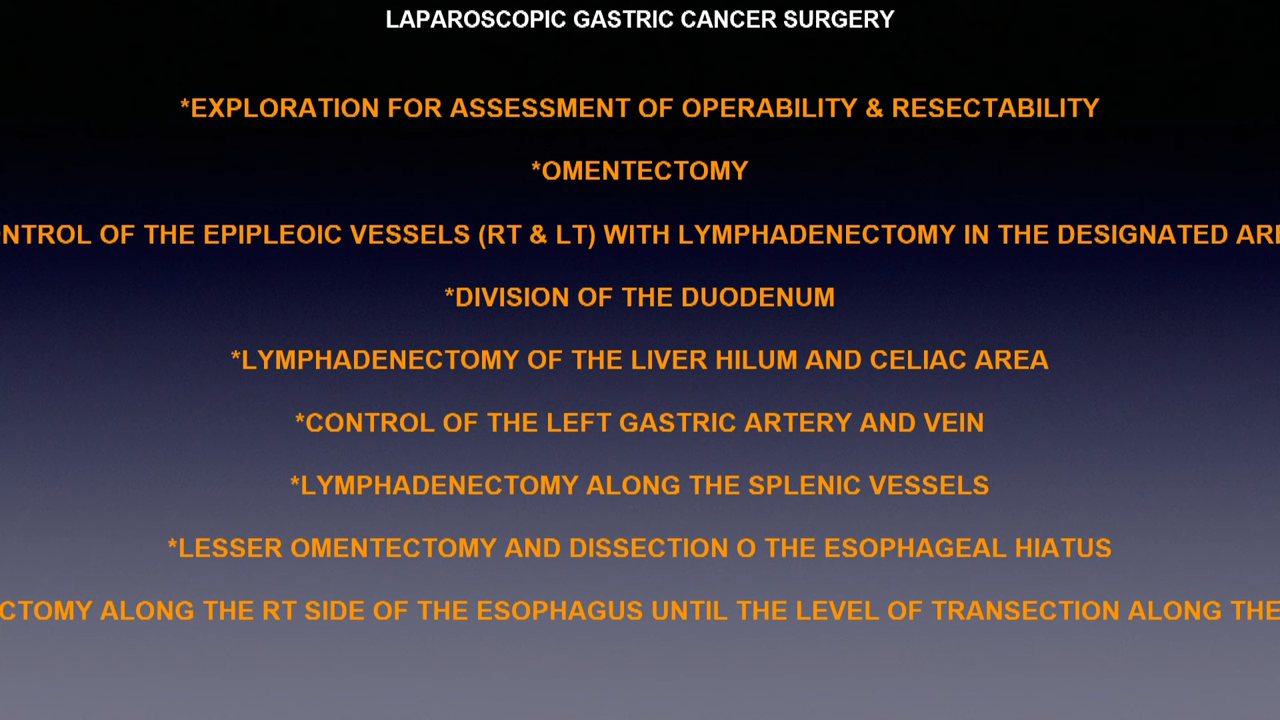 LAPAROSCOPIC GASTRIC CANCER SURGERY
*EXPLORATION FOR ASSESSMENT OF OPERABILITY & RESECTABILITY
*OMENTECTOMY
NTROL OF THE EPIPLEOIC VESSELS (RT & LT) WITH LYMPHADENECTOMY IN THE DESIGNATED ARE
*DIVISION OF THE DUODENUM
*LYMPHADENECTOMY OF THE LIVER HILUM AND CELIAC AREA
*CONTROL OF THE LEFT GASTRIC ARTERY AND VEIN
*LYMPHADENECTOMY ALONG THE SPLENIC VESSELS
*LESSER OMENTECTOMY AND DISSECTION O THE ESOPHAGEAL HIATUS
CTOMY ALONG THE RT SIDE OF THE ESOPHAGUS UNTIL THE LEVEL OF TRANSECTION ALONG THE